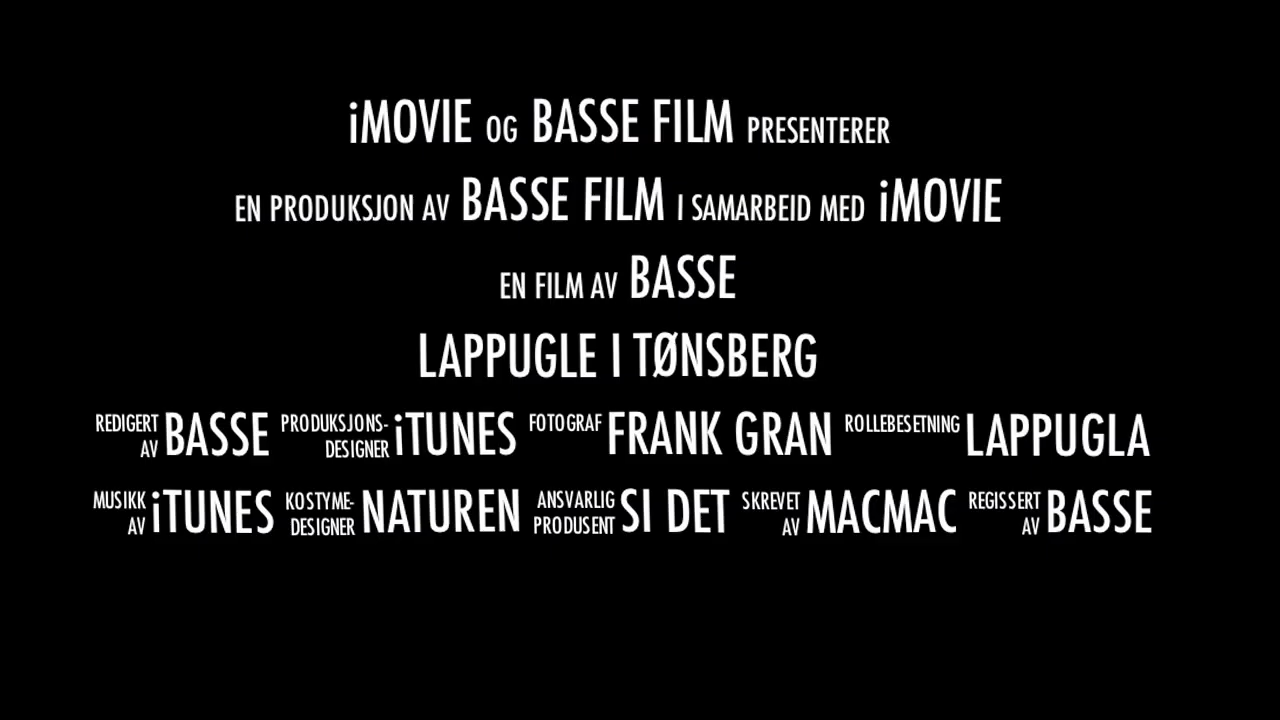 iMOVIE OG BASSE FILM PRESENTERER
EN PRODUKSJON AV BASSE FILM I SAMARBEID MED iMOVIE
EN FILM AV BASSE
LAPPUGLE I TØNSBERG
REDIGERT AV BASSE PRODUKSJONS-DESIGNER iTUNES FOTOGRAF FRANK GRAN ROLLEBESETNING LAPPUGLA
MUSIKK AV iTUNES KOSTYME-DESIGNER NATUREN ANSVARLIG PRODUSENT SI DET SKREVET AV MACMAC REGISSERT AV BASSE